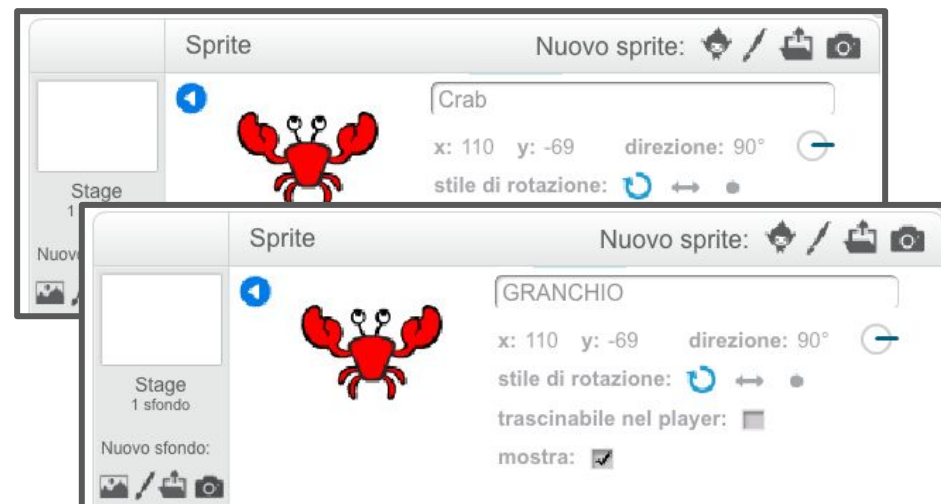 Sprite
Nuovo sprite:
Crab
x: 110 y: -69 direzione: 90°
stile di rotazione:
Stage
1
Sprite
Nuovo sprite:
GRANCHIO
x: 110 y: -69 direzione: 90°
stile di rotazione:
trascinabile nel player:
mostra:
Stage
1 sfondo
Nuovo sfondo: